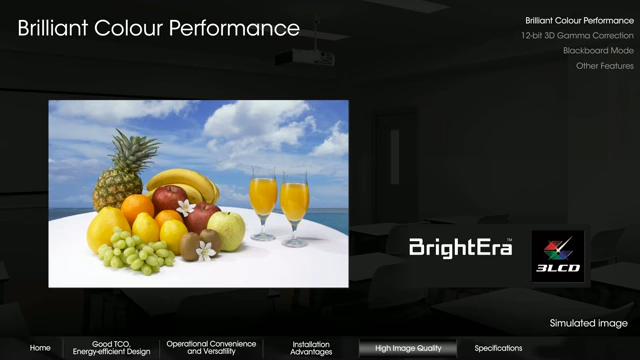 Brilliant Colour Performance
Brilliant Colour Performance
12-bit 3D Gamma Correction
Blackboard Mode
Other Features
BrightEra™
3LCD
Simulated image
Home
Good TCO,
Energy-efficient Design
Operational Convenience
and Versatility
Installation
Advantages
High Image Quality
Specifications